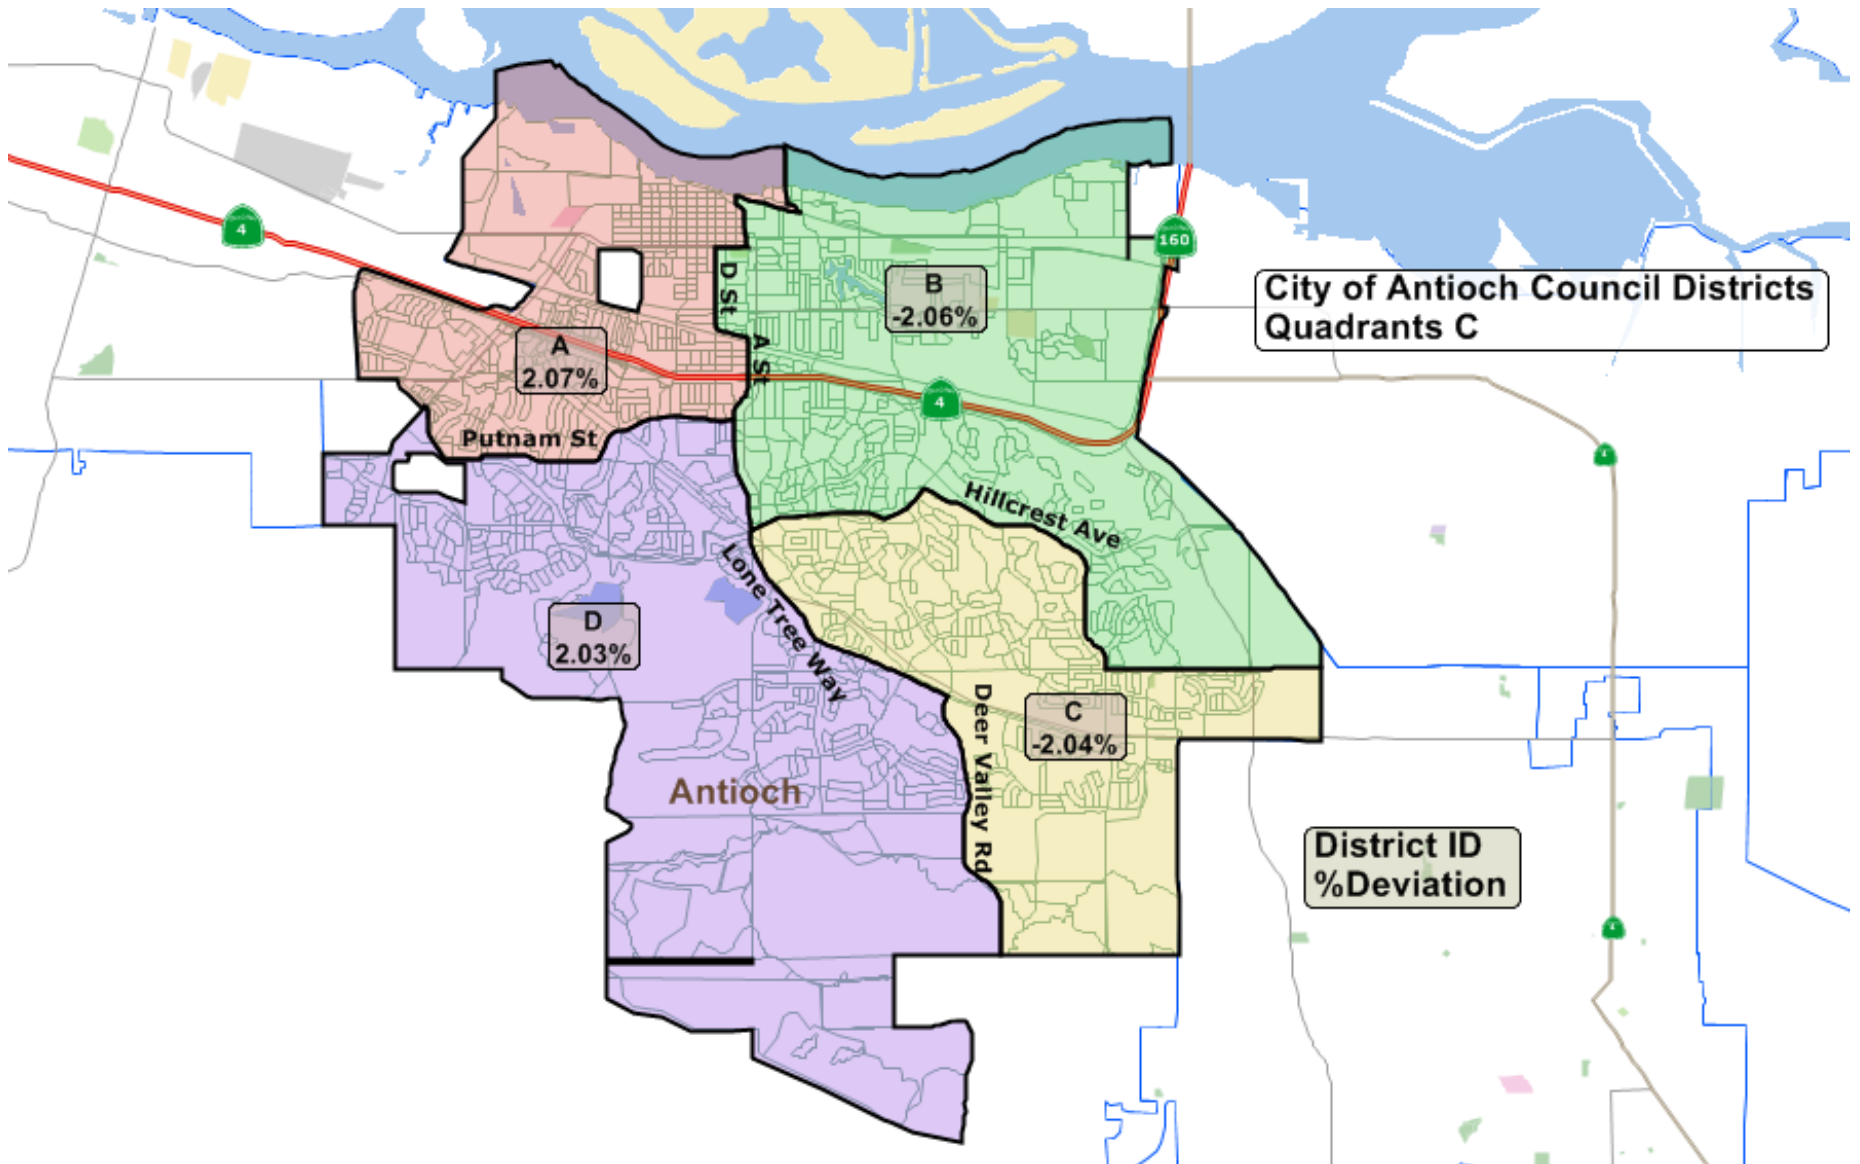 4
160
City of Antioch Council Districts
Quadrants C
D St
B
-2.06%
A St
A
2.07%
4
Putnam St
4
Hillcrest Ave
Lone Tree Way
D
2.03%
Deer Valley Rd
C
-2.04%
Antioch
District ID
%Deviation
4